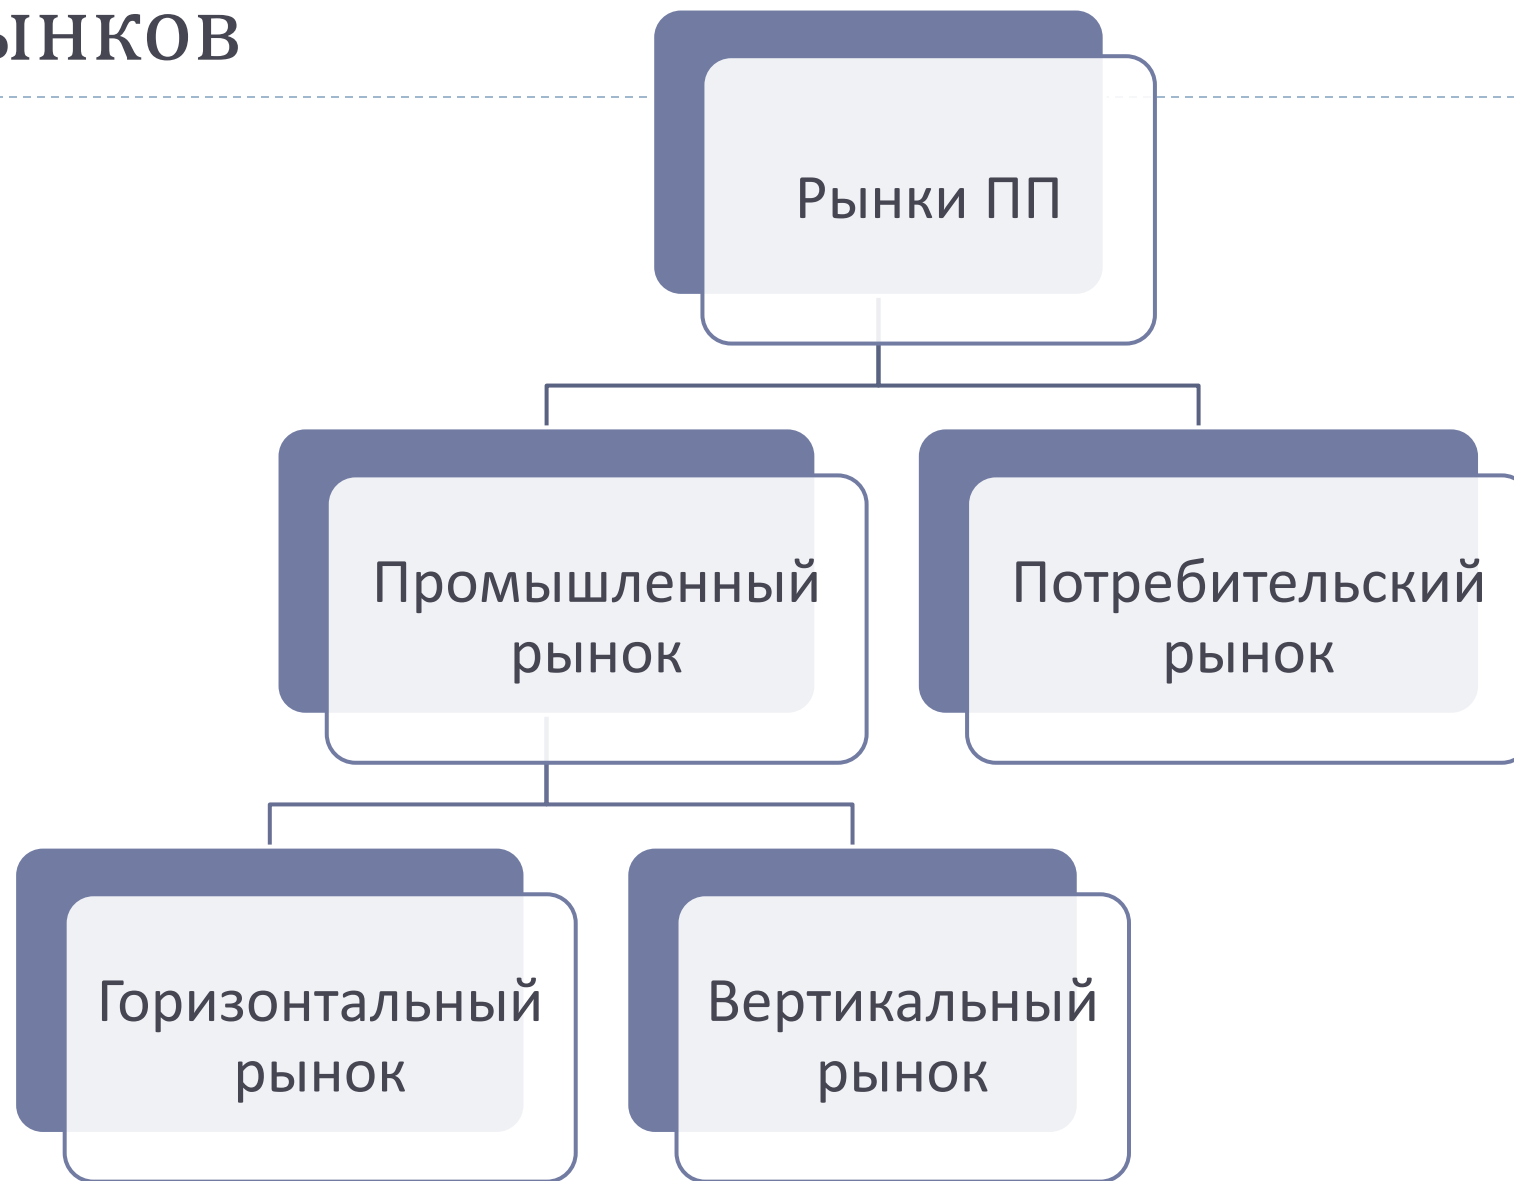 ынков
Рынки ПП
Промышленный
рынок
Потребительский
рынок
Горизонтальный
рынок
Вертикальный
рынок